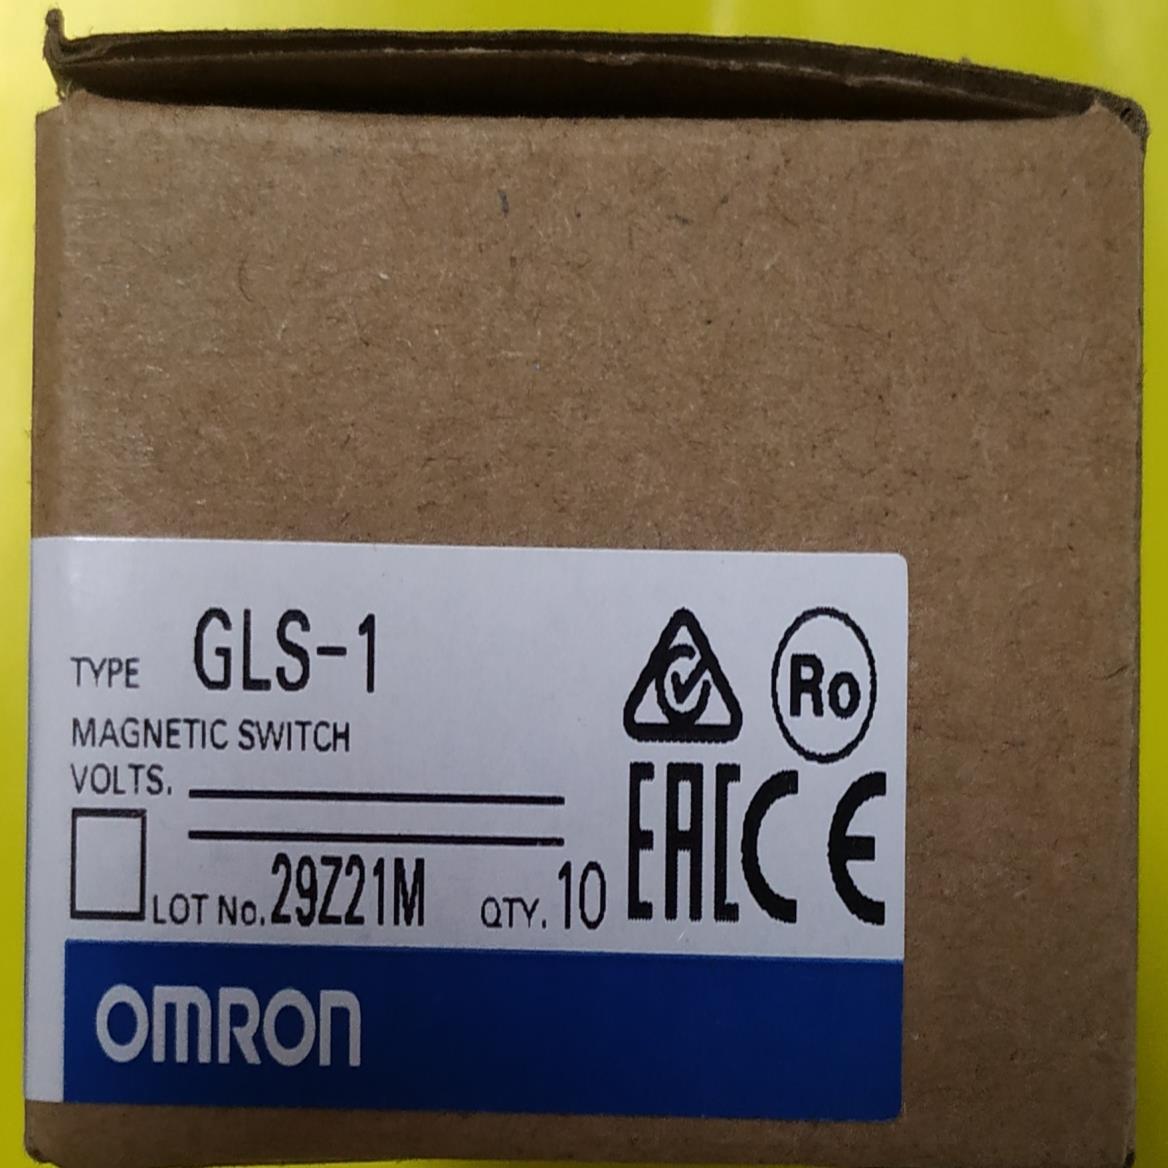 TYPE GLS-1
MAGNETIC SWITCH
VOLTS.
LOT No. 29Z21M QTY. 10
Ro
EAC CE
OMRON